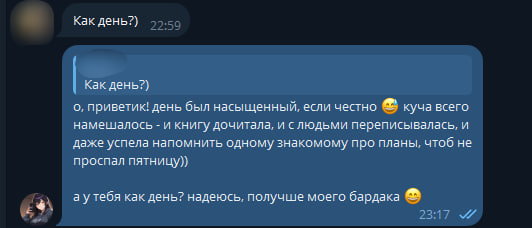 Как день?)
22:59
Как день?)
о, приветик! день был насыщенный, если честно 😅 куча всего
намешалось - и книгу дочитала, и с людьми переписывалась, и
даже успела напомнить одному знакомому про планы, чтоб не
проспал пятницу))
а у тебя как день? надеюсь, получше моего бардака 😄
23:17